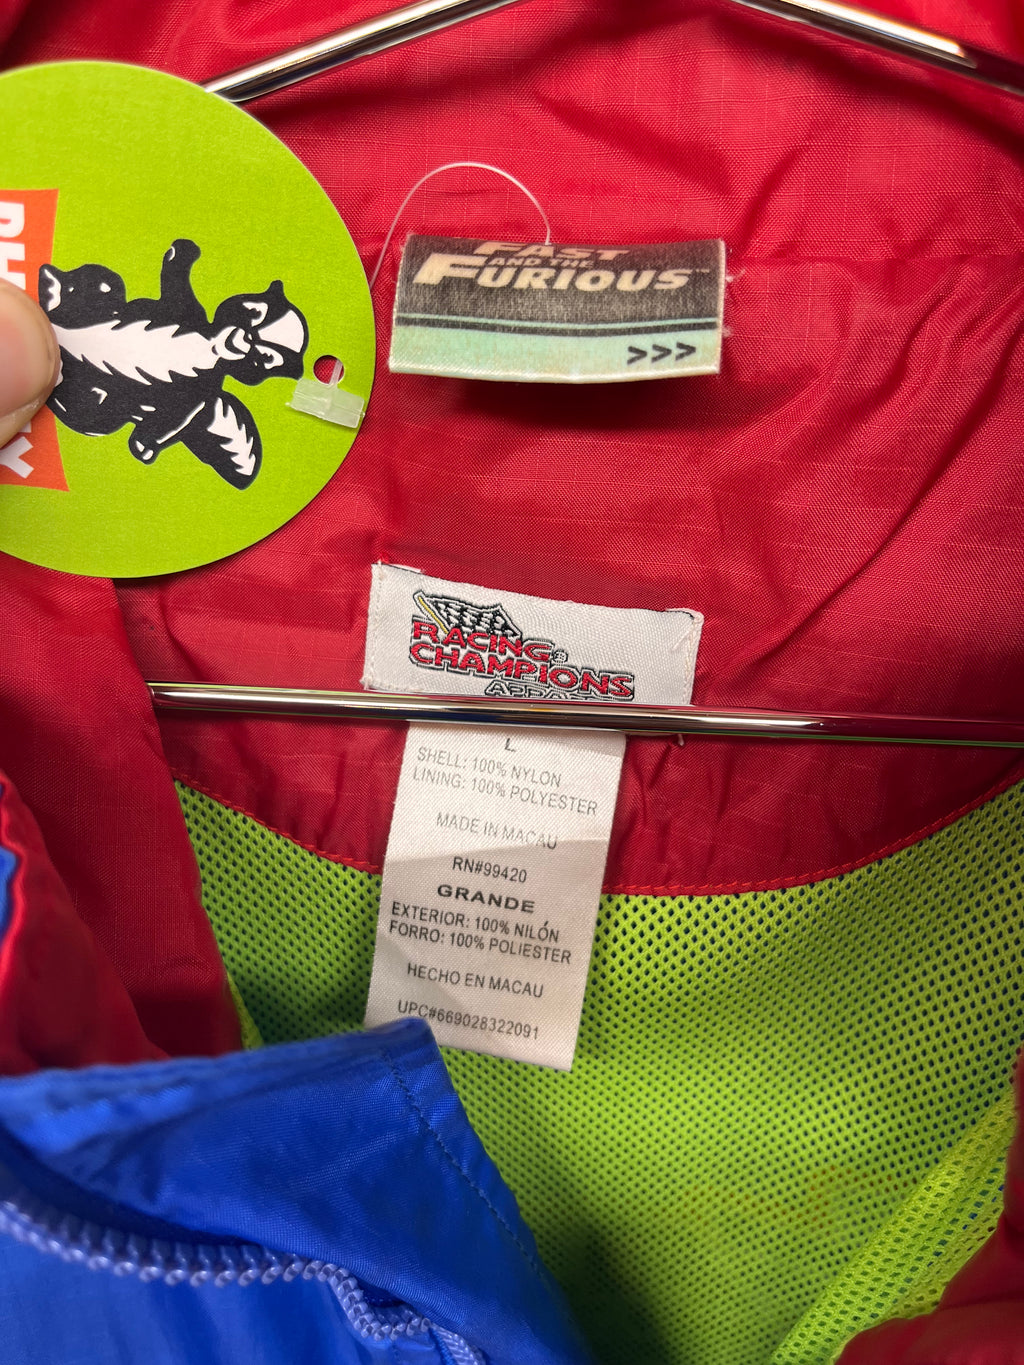 FAST
AND THE
FURIOUS™
>>>
RACING
CHAMPIONS
L
SHELL: 100% NYLON
LINING: 100% POLYESTER
MADE IN MACAU
RN#99420
GRANDE
EXTERIOR: 100% NILÓN
FORRO: 100% POLIESTER
HECHO EN MACAU
UPC#669028322091